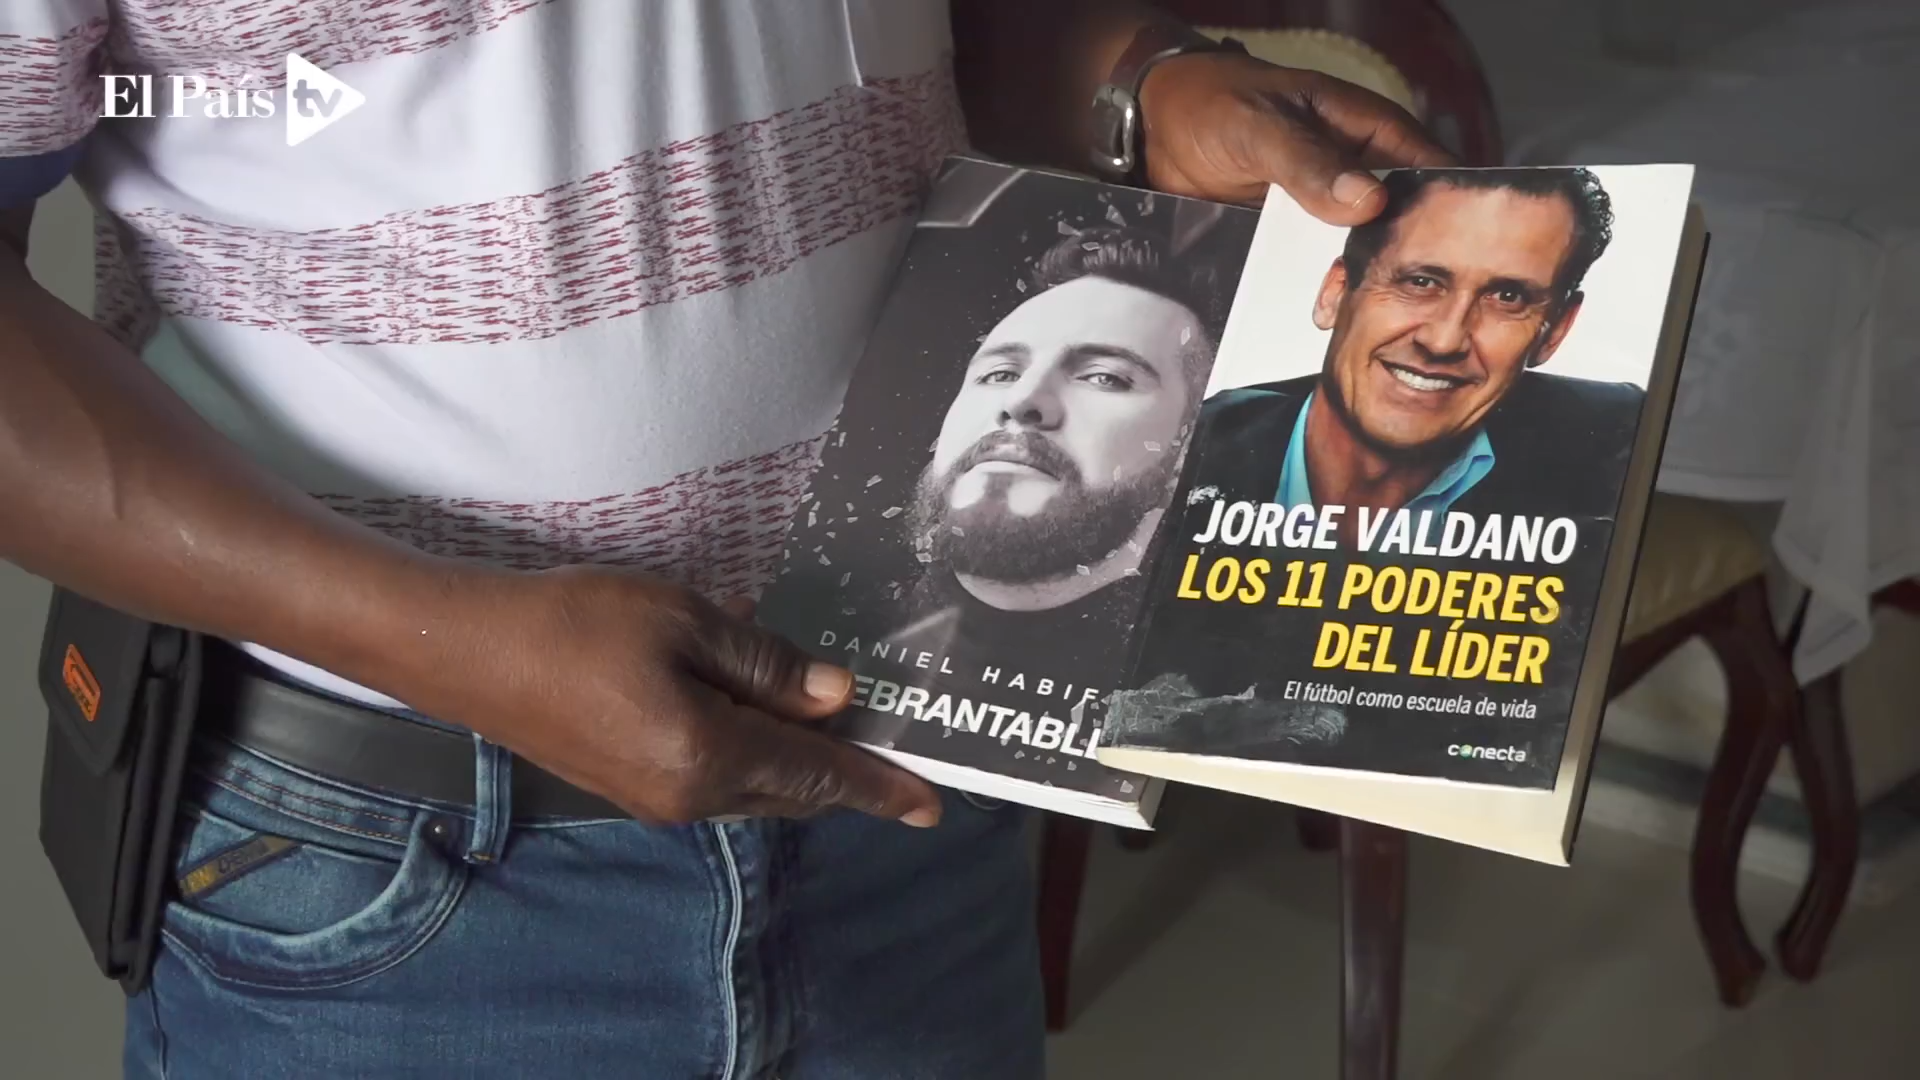 El País tv
DANIEL HABIF
EBRANTABL
JORGE VALDANO
LOS 11 PODERES
DEL LÍDER
El fútbol como escuela de vida
conecta